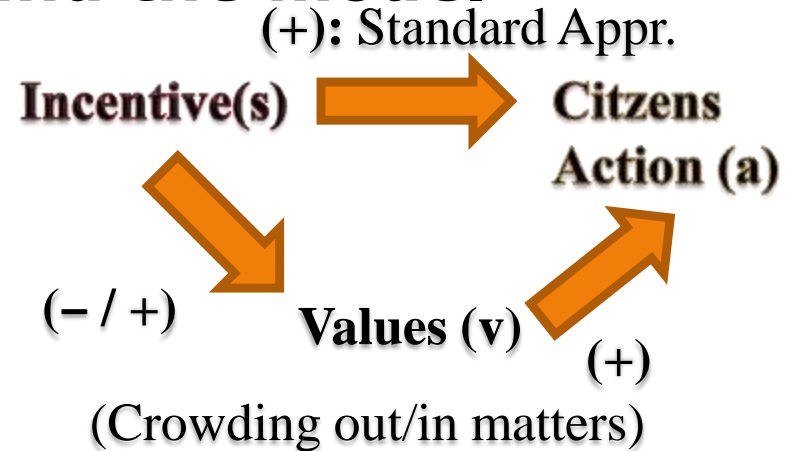 (+): Standard Appr.
Incentive(s)
Citzens
Action (a)
(– / +)
Values (v)
(+)
(Crowding out/in matters)